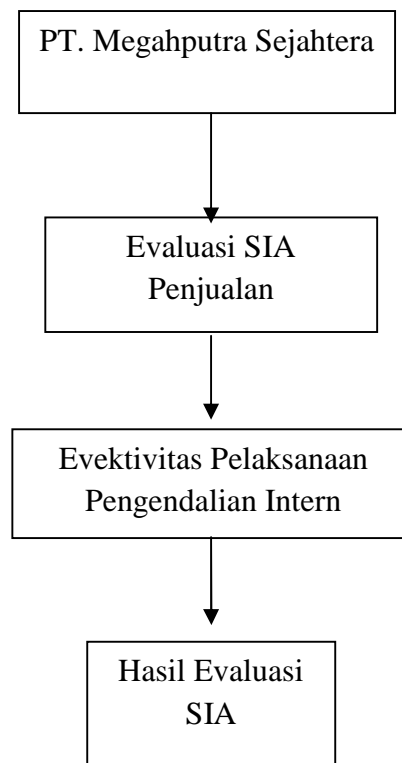 PT. Megahputra Sejahtera
Evaluasi SIA
Penjualan
Evektivitas Pelaksanaan
Pengendalian Intern
Hasil Evaluasi
SIA